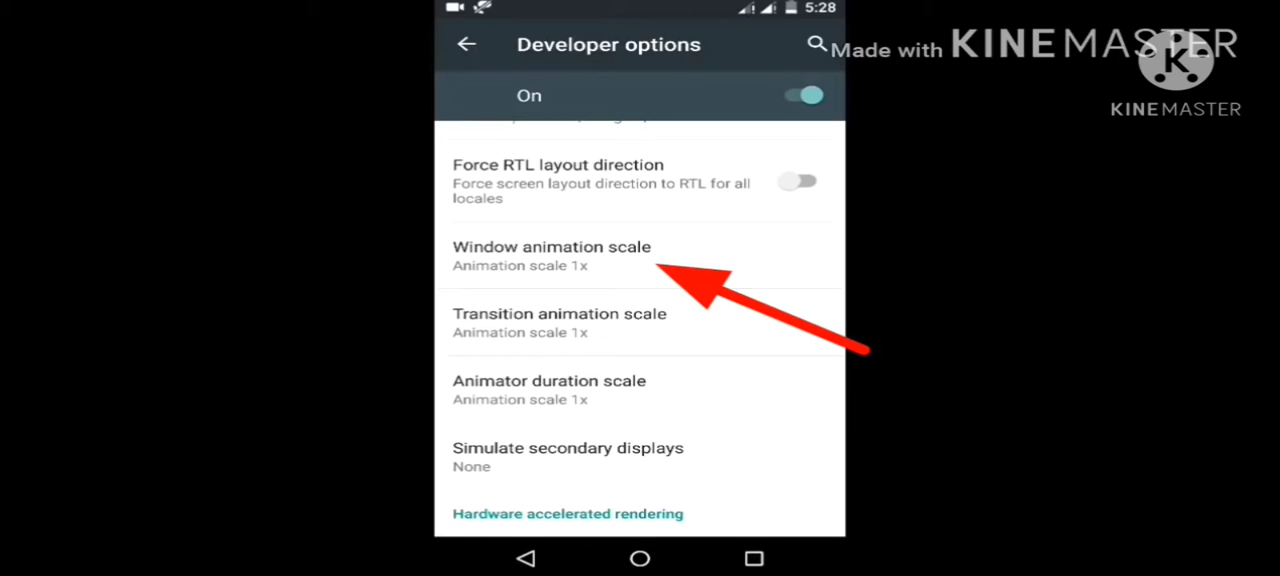 5:28
Developer options
Made with KINEMASTER
K
KINEMASTER
On
Force RTL layout direction
Force screen layout direction to RTL for all
locales
Window animation scale
Animation scale 1x
Transition animation scale
Animation scale 1x
Animator duration scale
Animation scale 1x
Simulate secondary displays
None
Hardware accelerated rendering